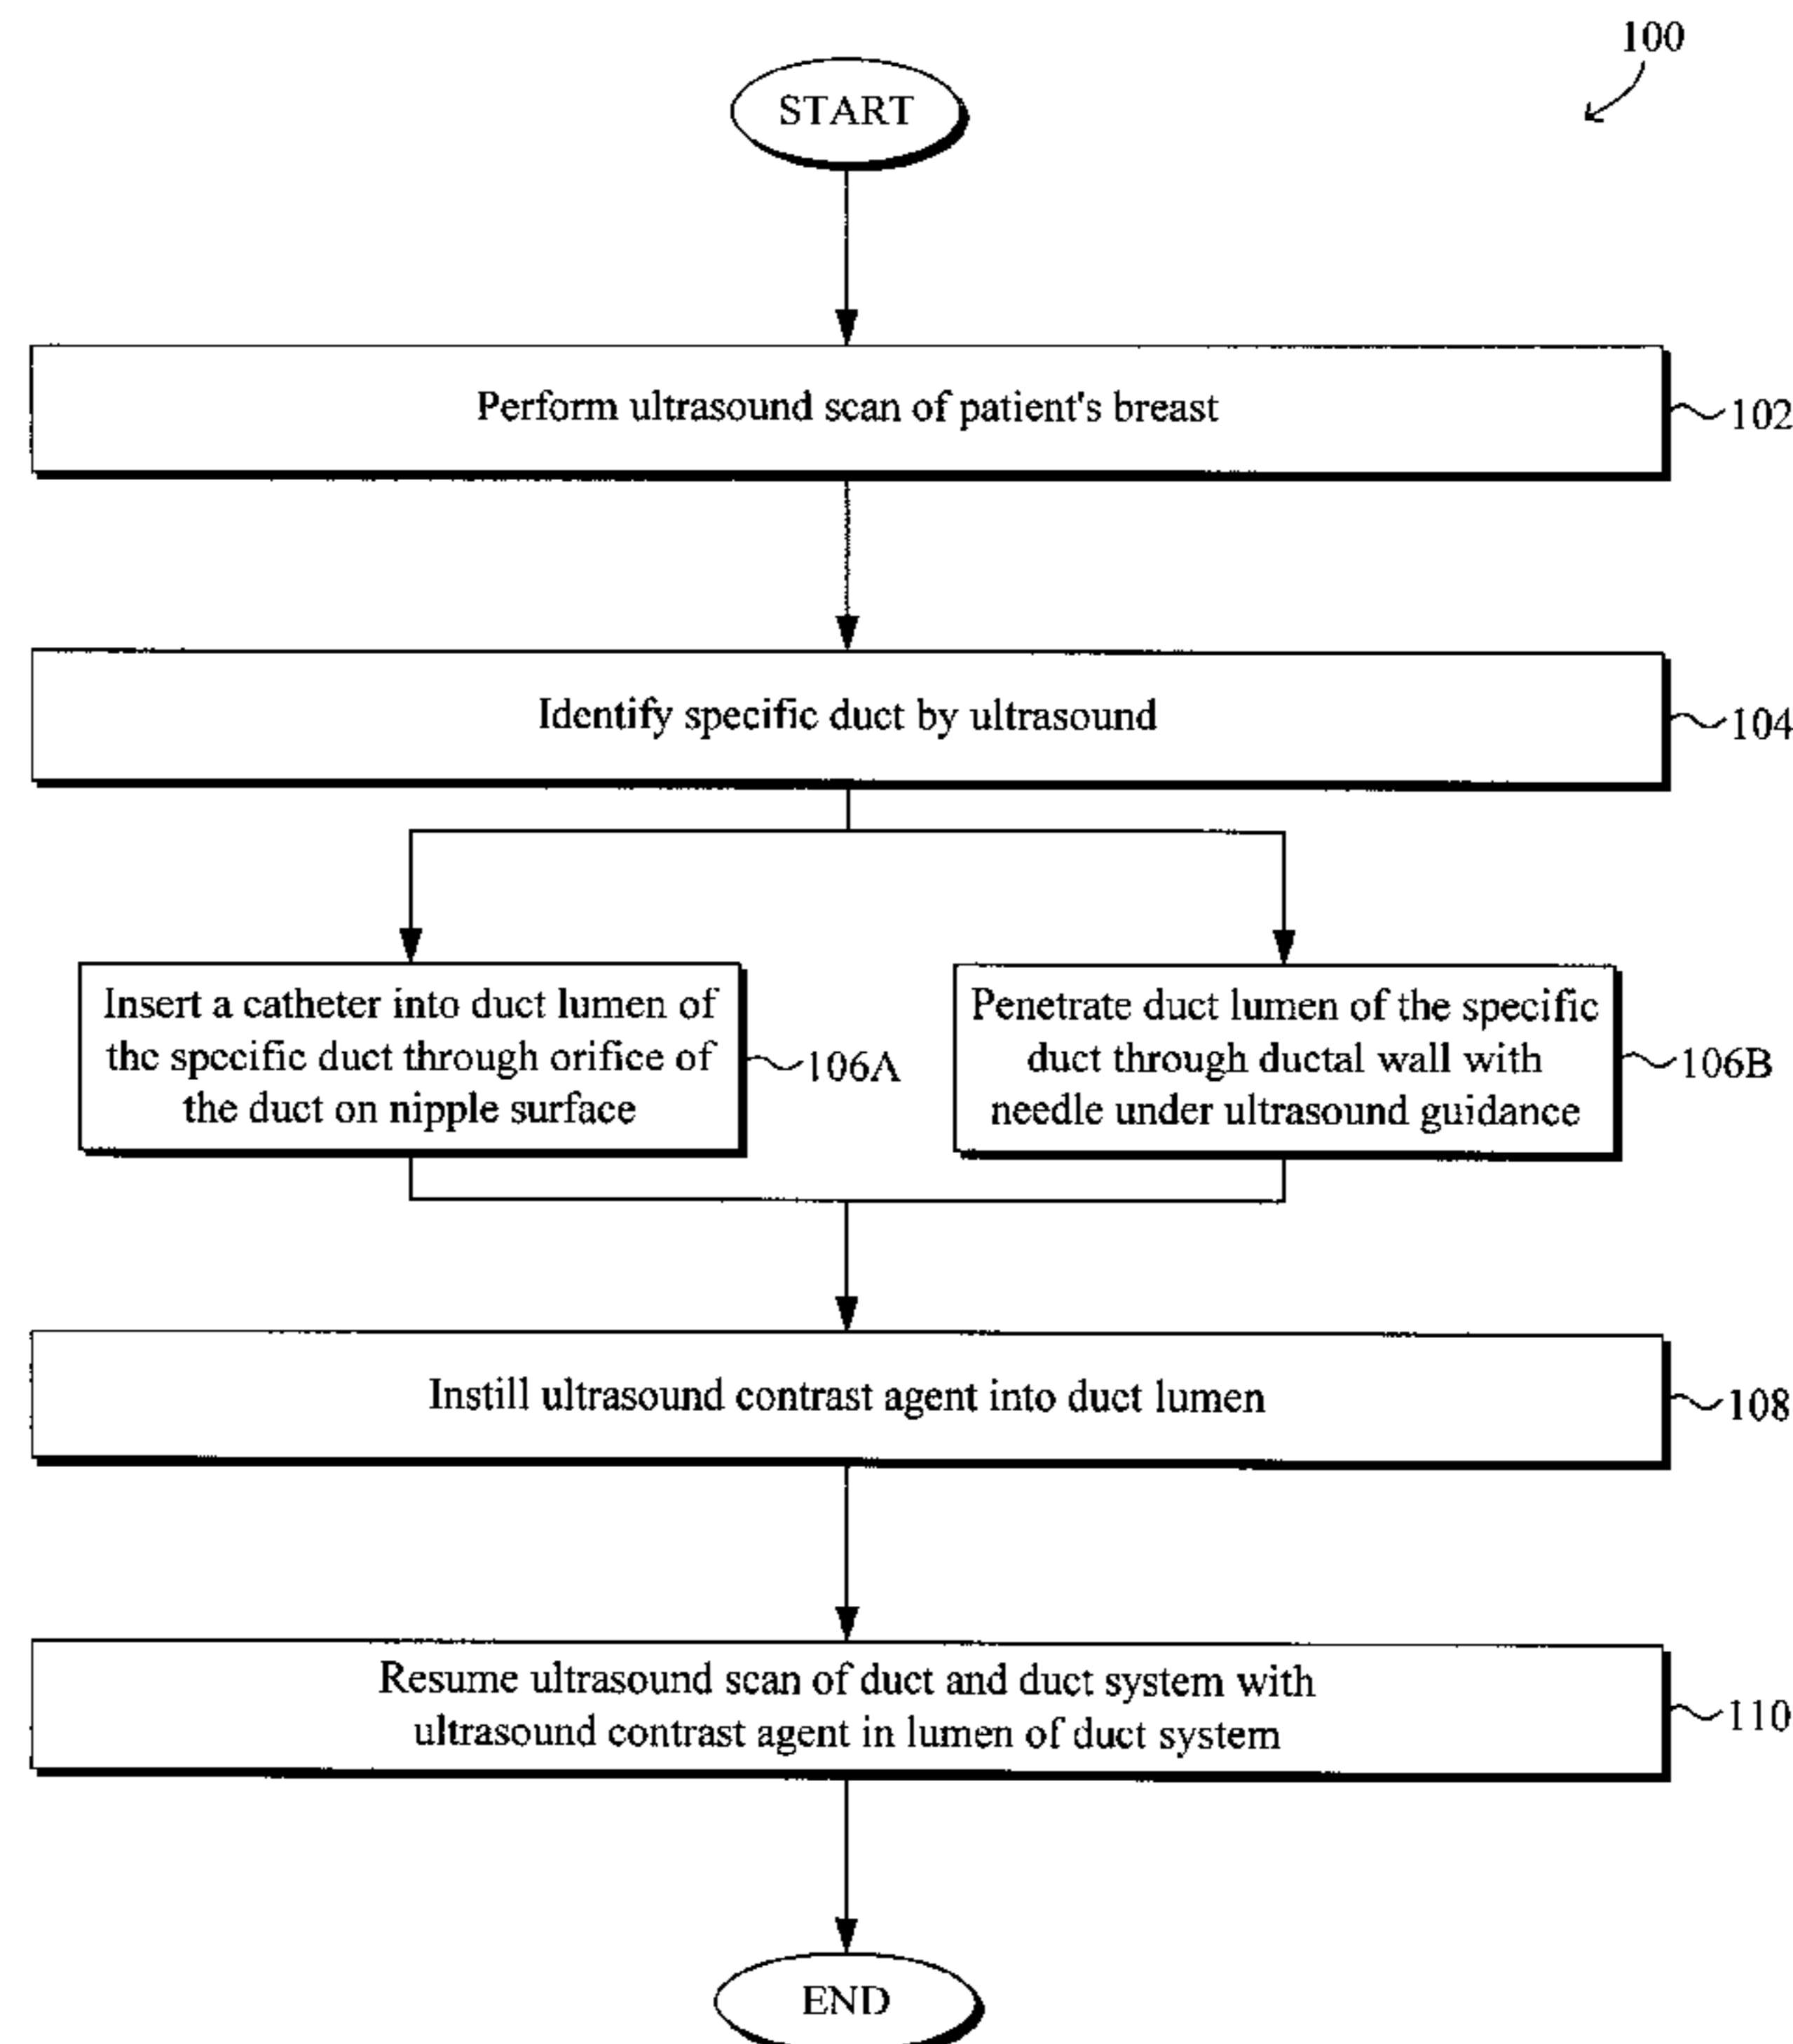 100
START
Perform ultrasound scan of patient's breast
102
Identify specific duct by ultrasound
104
Insert a catheter into duct lumen of
the specific duct through orifice of
the duct on nipple surface
106A
Penetrate duct lumen of the specific
duct through ductal wall with
needle under ultrasound guidance
106B
Instill ultrasound contrast agent into duct lumen
108
Resume ultrasound scan of duct and duct system with
ultrasound contrast agent in lumen of duct system
110
END